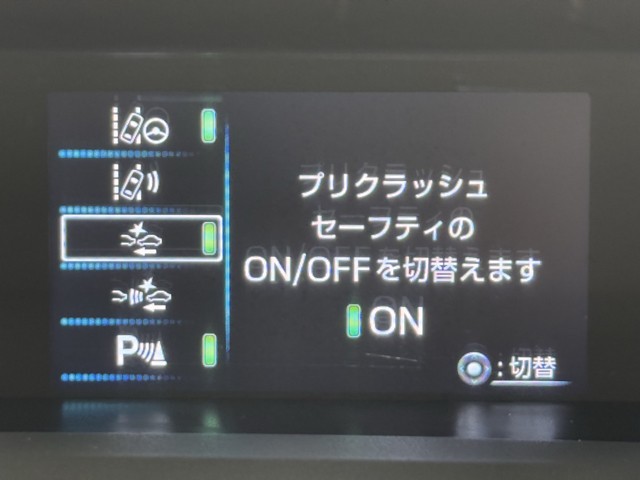 プリクラッシュ
セーフティの
ON/OFFを切替えます
ON
P
:切替